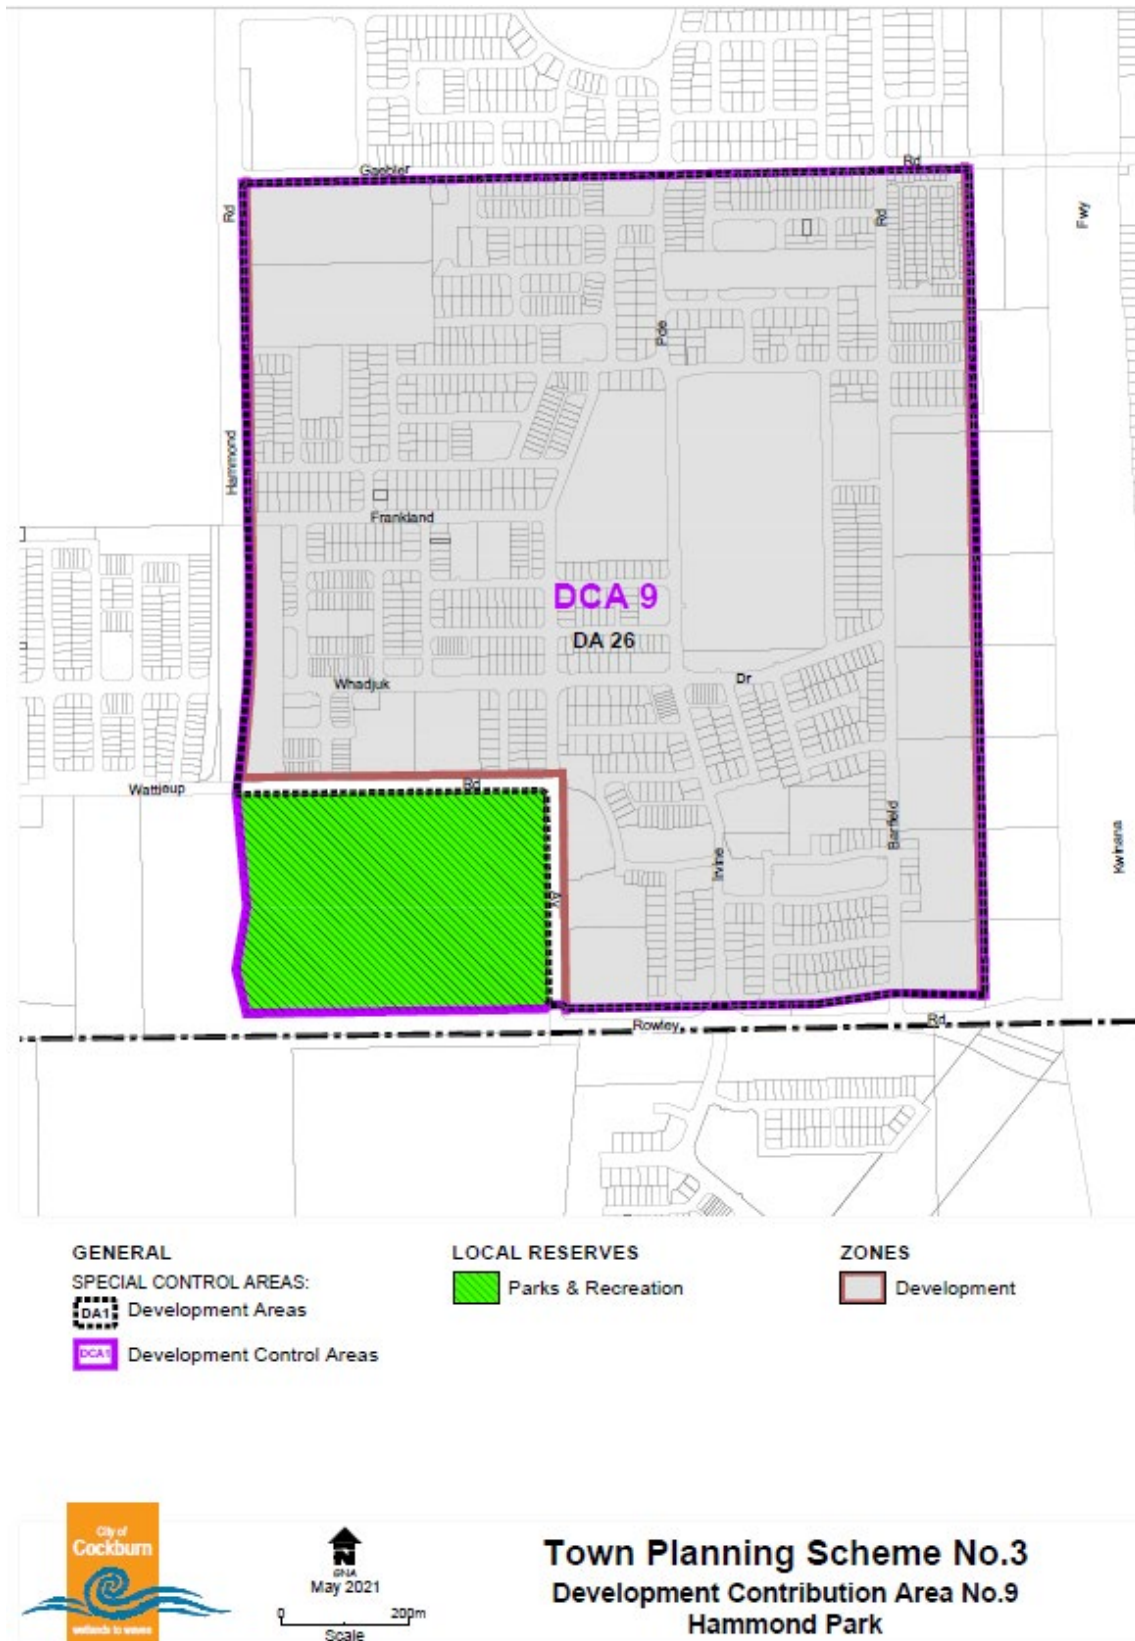 Gaebler
Rd
Rd
Rd
Fwy
Pde
Hammond
Frankland
DCA 9
DA 26
Whadjuk
Dr
Wattleup
Rd
Barfield
Irvine
Kwinana
Av
Rowley
Rd
GENERAL
LOCAL RESERVES
ZONES
SPECIAL CONTROL AREAS:
DA1
Development Areas
Parks & Recreation
Development
DCA1
Development Control Areas
City of
Cockburn
wetlands to waves
N
GNA
May 2021
0
200m
Scale
Town Planning Scheme No.3
Development Contribution Area No.9
Hammond Park